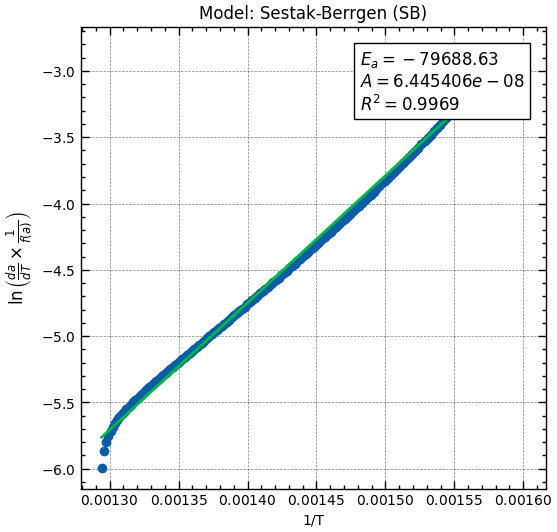 Model: Sestak-Berrgen (SB)
E_a = −79688.63
A = 6.445406e − 08
R^2 = 0.9969
−3.0
−3.5
−4.0
−4.5
−5.0
−5.5
−6.0
ln(da/dT × 1/f(a))
0.00130 0.00135 0.00140 0.00145 0.00150 0.00155 0.00160
1/T